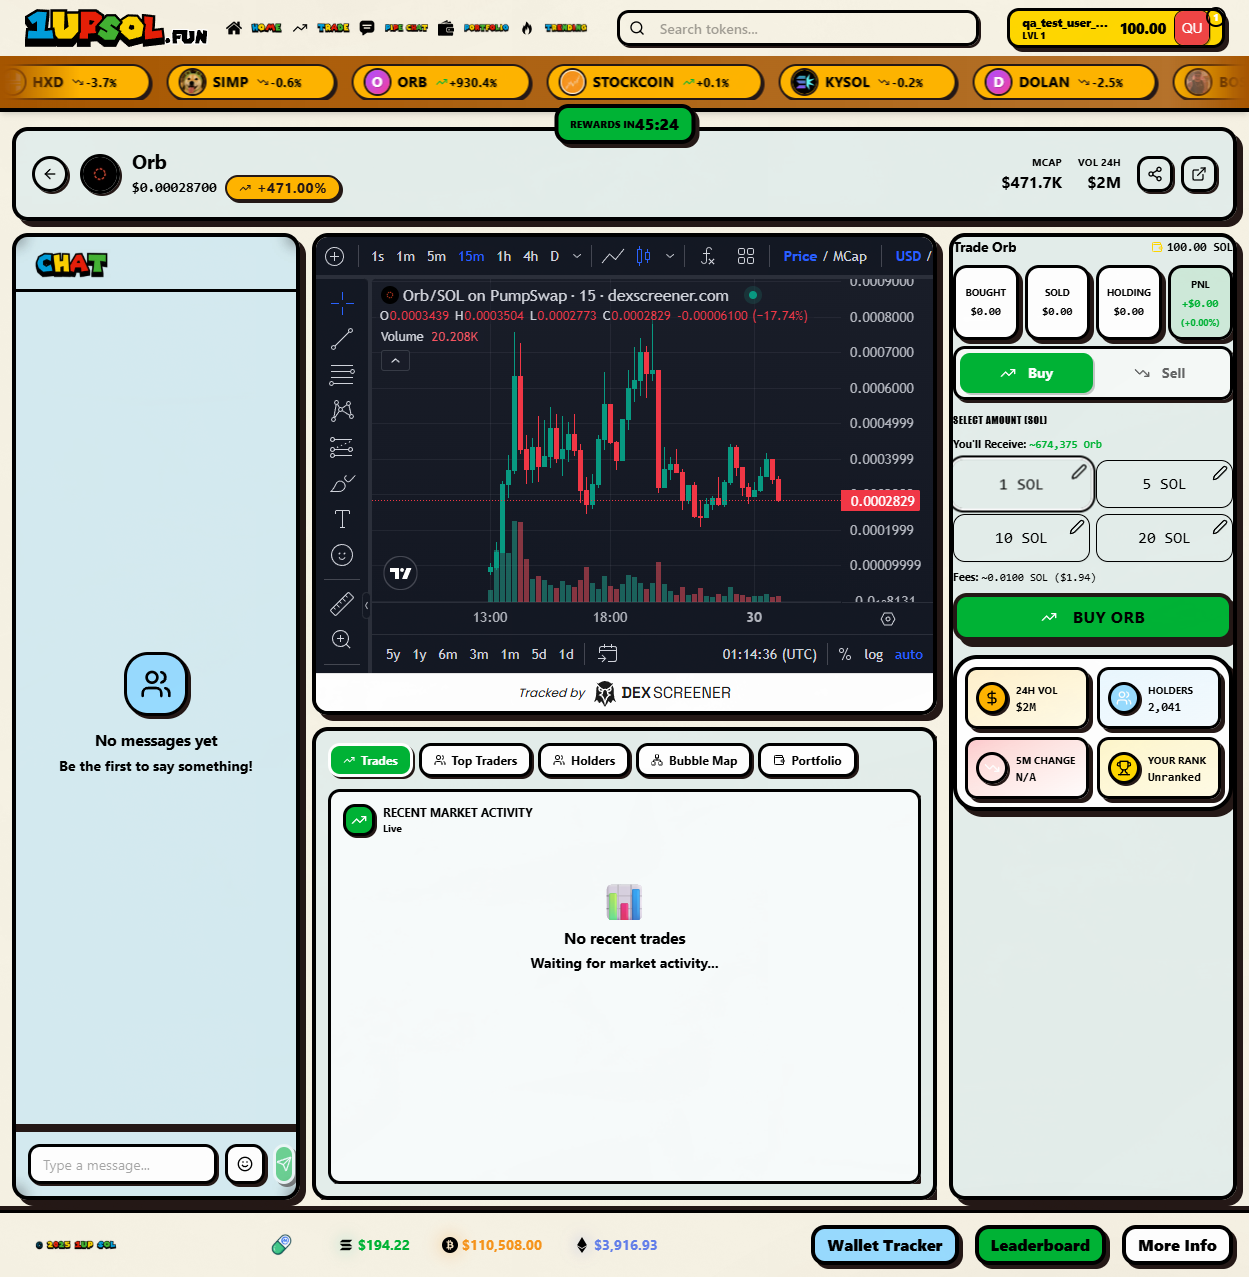 1UPSOL.FUN
HOME
TRADE
PIPE CHAT
PORTFOLIO
TRENDING
Search tokens...
qa_test_user_...
LVL 1
100.00
QU
1
HXD -3.7%
SIMP -0.6%
O ORB +930.4%
STOCKCOIN +0.1%
KYSOL -0.2%
D DOLAN -2.5%
REWARDS IN 45:24
Orb
$0.00028700
+471.00%
MCAP
$471.7K
VOL 24H
$2M
CHAT
No messages yet
Be the first to say something!
Type a message...
1s 1m 5m 15m 1h 4h D
Price / MCap
USD /
Orb/SOL on PumpSwap · 15 · dexscreener.com
O0.0003439 H0.0003504 L0.0002773 C0.0002829 -0.00006100 (−17.74%)
Volume 20.208K
0.0009000
0.0008000
0.0007000
0.0006000
0.0004999
0.0003999
0.0002829
0.0001999
0.00009999
13:00 18:00 30
5y 1y 6m 3m 1m 5d 1d
01:14:36 (UTC)
% log auto
Tracked by DEX SCREENER
Trades
Top Traders
Holders
Bubble Map
Portfolio
RECENT MARKET ACTIVITY
Live
No recent trades
Waiting for market activity...
Trade Orb
100.00 SOL
BOUGHT
$0.00
SOLD
$0.00
HOLDING
$0.00
PNL
+$0.00
(+0.00%)
Buy
Sell
SELECT AMOUNT (SOL)
You'll Receive: ~674,375 Orb
1 SOL
5 SOL
10 SOL
20 SOL
Fees: ~0.0100 SOL ($1.94)
BUY ORB
24H VOL
$2M
HOLDERS
2,041
5M CHANGE
N/A
YOUR RANK
Unranked
© 2025 1UP SOL
$194.22
$110,508.00
$3,916.93
Wallet Tracker
Leaderboard
More Info